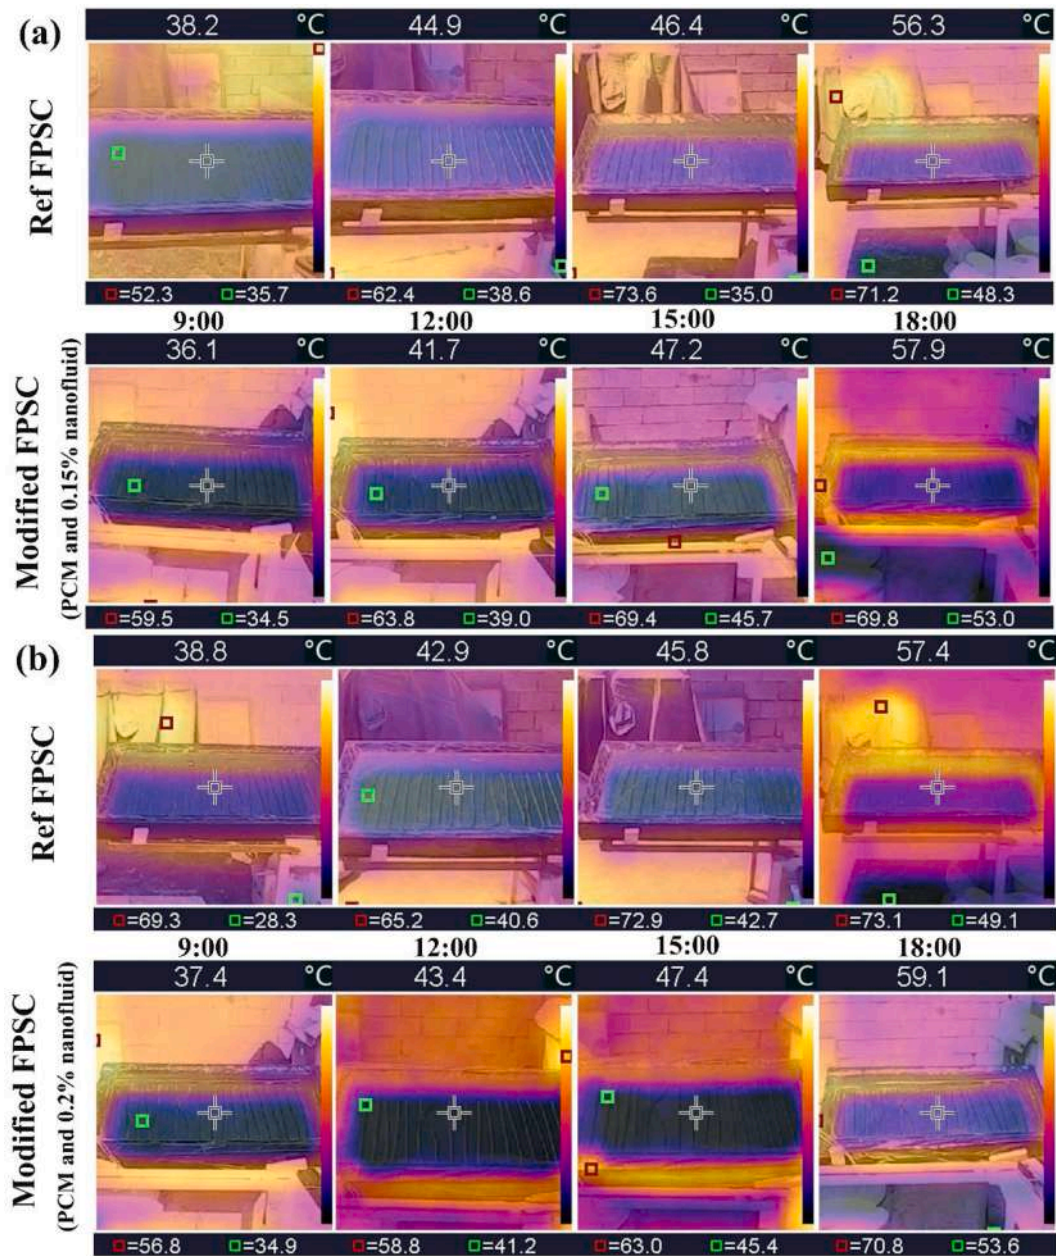 (a)
38.2 °C 44.9 °C 46.4 °C 56.3 °C
Ref FPSC
=52.3 =35.7 =62.4 =38.6 =73.6 =35.0 =71.2 =48.3
9:00 12:00 15:00 18:00
36.1 °C 41.7 °C 47.2 °C 57.9 °C
Modified FPSC
(PCM and 0.15% nanofluid)
=59.5 =34.5 =63.8 =39.0 =69.4 =45.7 =69.8 =53.0
(b)
38.8 °C 42.9 °C 45.8 °C 57.4 °C
Ref FPSC
=69.3 =28.3 =65.2 =40.6 =72.9 =42.7 =73.1 =49.1
9:00 12:00 15:00 18:00
37.4 °C 43.4 °C 47.4 °C 59.1 °C
Modified FPSC
(PCM and 0.2% nanofluid)
=56.8 =34.9 =58.8 =41.2 =63.0 =45.4 =70.8 =53.6